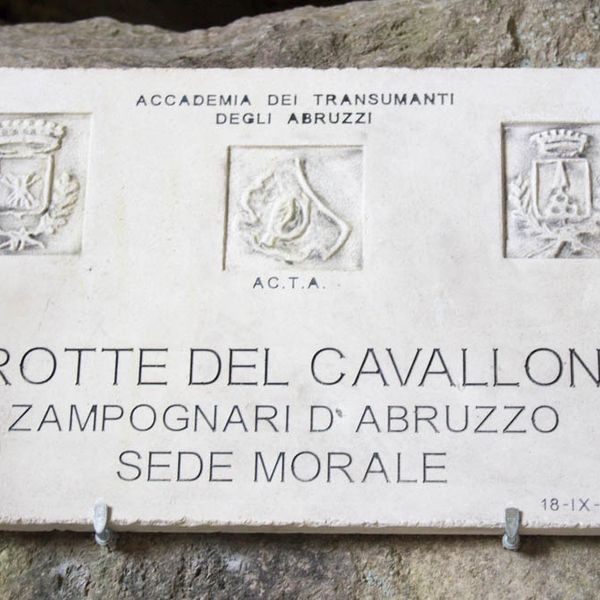 ACCADEMIA DEI TRANSUMANTI
DEGLI ABRUZZI
AC.T.A.
ROTTE DEL CAVALLON
ZAMPOGNARI D'ABRUZZO
SEDE MORALE
18-IX-